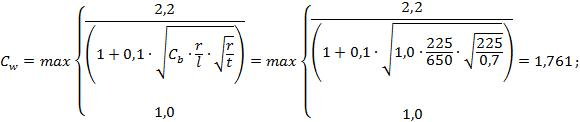 C_w = max { 2,2 / (1 + 0,1 · √(C_b · r/l · √(r/t))) ; 1,0 = max { 2,2 / (1 + 0,1 · √(1,0 · 225/650 · √(225/0,7))) ; 1,0 = 1,761;